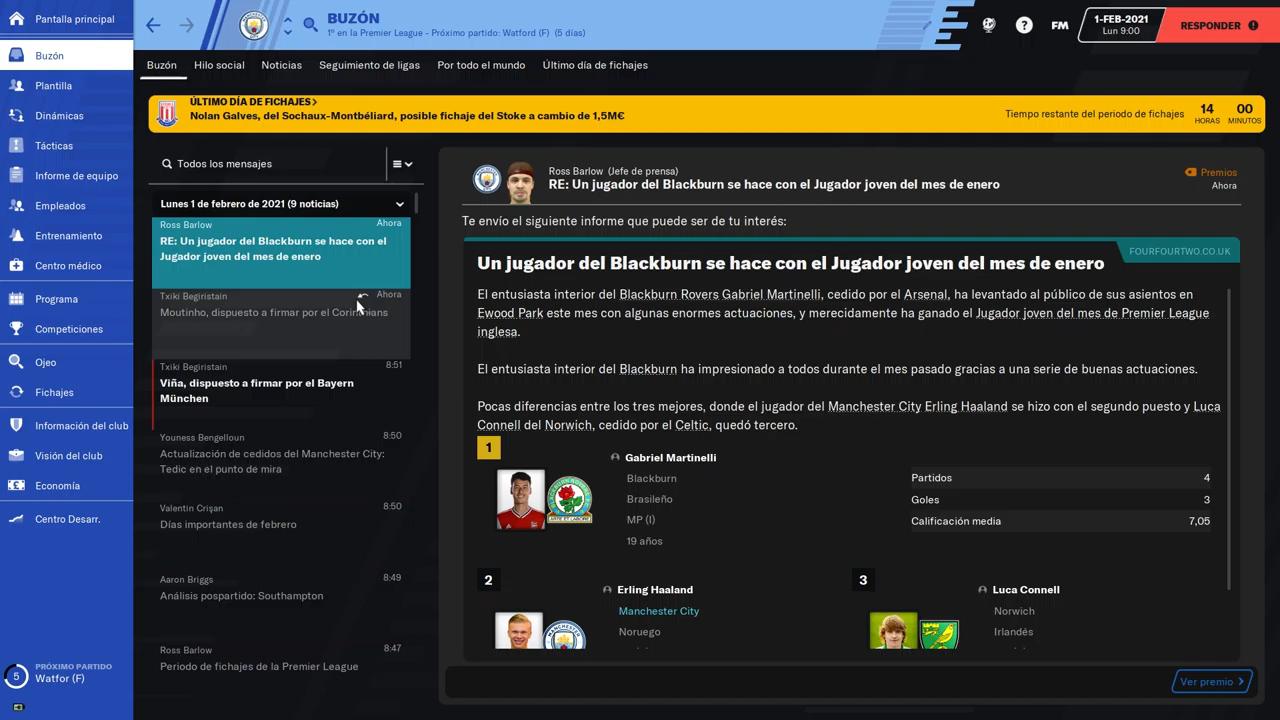 Pantalla principal
Buzón
Plantilla
Dinámicas
Tácticas
Informe de equipo
Empleados
Entrenamiento
Centro médico
Programa
Competiciones
Ojeo
Fichajes
Información del club
Visión del club
Economía
Centro Desarr.
5
PRÓXIMO PARTIDO
Watfor (F)
BUZÓN
1º en la Premier League - Próximo partido: Watford (F) (5 días)
FM
1-FEB-2021
Lun 9:00
RESPONDER
Buzón Hilo social Noticias Seguimiento de ligas Por todo el mundo Último día de fichajes
ÚLTIMO DÍA DE FICHAJES>
Nolan Galves, del Sochaux-Montbéliard, posible fichaje del Stoke a cambio de 1,5M€
Tiempo restante del periodo de fichajes
14
HORAS
00
MINUTOS
Todos los mensajes
Lunes 1 de febrero de 2021 (9 noticias)
Ross Barlow Ahora
RE: Un jugador del Blackburn se hace con el
Jugador joven del mes de enero
Txiki Begiristain Ahora
Moutinho, dispuesto a firmar por el Corinthians
Txiki Begiristain 8:51
Viña, dispuesto a firmar por el Bayern
München
Youness Bengelloun 8:50
Actualización de cedidos del Manchester City:
Tedic en el punto de mira
Valentin Crişan 8:50
Días importantes de febrero
Aaron Briggs 8:49
Análisis pospartido: Southampton
Ross Barlow 8:47
Periodo de fichajes de la Premier League
Ross Barlow (Jefe de prensa)
RE: Un jugador del Blackburn se hace con el Jugador joven del mes de enero
Premios
Ahora
Te envío el siguiente informe que puede ser de tu interés:
FOURFOURTWO.CO.UK
Un jugador del Blackburn se hace con el Jugador joven del mes de enero
El entusiasta interior del Blackburn Rovers Gabriel Martinelli, cedido por el Arsenal, ha levantado al público de sus asientos en
Ewood Park este mes con algunas enormes actuaciones, y merecidamente ha ganado el Jugador joven del mes de Premier League
inglesa.
El entusiasta interior del Blackburn ha impresionado a todos durante el mes pasado gracias a una serie de buenas actuaciones.
Pocas diferencias entre los tres mejores, donde el jugador del Manchester City Erling Haaland se hizo con el segundo puesto y Luca
Connell del Norwich, cedido por el Celtic, quedó tercero.
1
Gabriel Martinelli
Blackburn
Brasileño
MP (I)
19 años
Partidos 4
Goles 3
Calificación media 7,05
2
Erling Haaland
Manchester City
Noruego
3
Luca Connell
Norwich
Irlandés
Ver premio